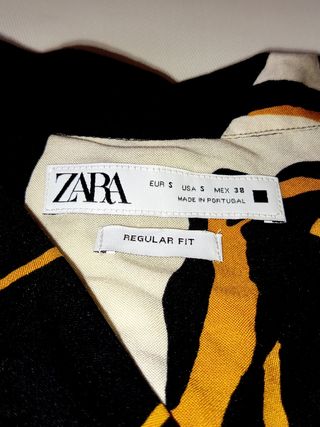 ZARA
EUR S USA S MEX 38
MADE IN PORTUGAL
REGULAR FIT